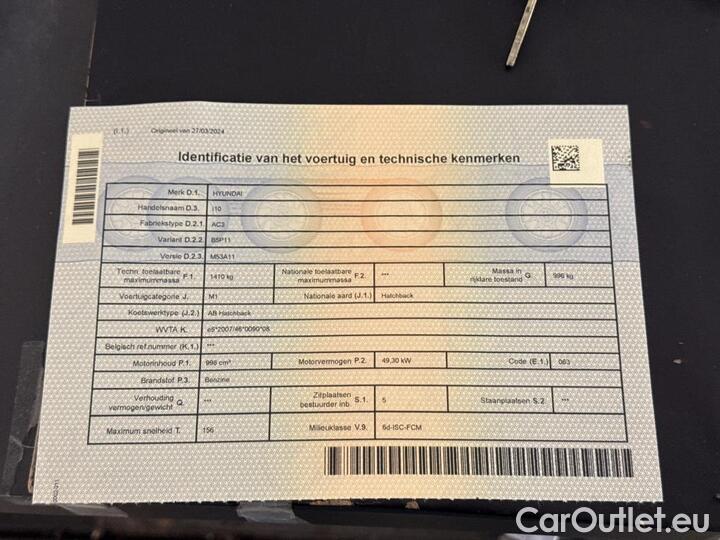 (I.1.) Origineel van 27/03/2024
Identificatie van het voertuig en technische kenmerken
Merk D.1. HYUNDAI
Handelsnaam D.3. I10
Fabriekstype D.2.1. AC3
Variant D.2.2. B5P11
Versie D.2.3. M53A11
Techn. toelaatbare maximummassa F.1. 1410 kg Nationale toelaatbare maximummassa F.2. *** Massa in rijklare toestand G. 996 kg
Voertuigcategorie J. M1 Nationale aard (J.1.) Hatchback
Koetswerktype (J.2.) AB Hatchback
WVTA K. e5*2007/46*0090*08
Belgisch ref.nummer (K.1.) ***
Motorinhoud P.1. 998 cm³ Motorvermogen P.2. 49,30 kW Code (E.1.) 063
Brandstof P.3. Benzine
Verhouding vermogen/gewicht Q. *** Zitplaatsen bestuurder inb. S.1. 5 Staanplaatsen S.2. ***
Maximum snelheid T. 156 Milieuklasse V.9. 6d-ISC-FCM
CarOutlet.eu